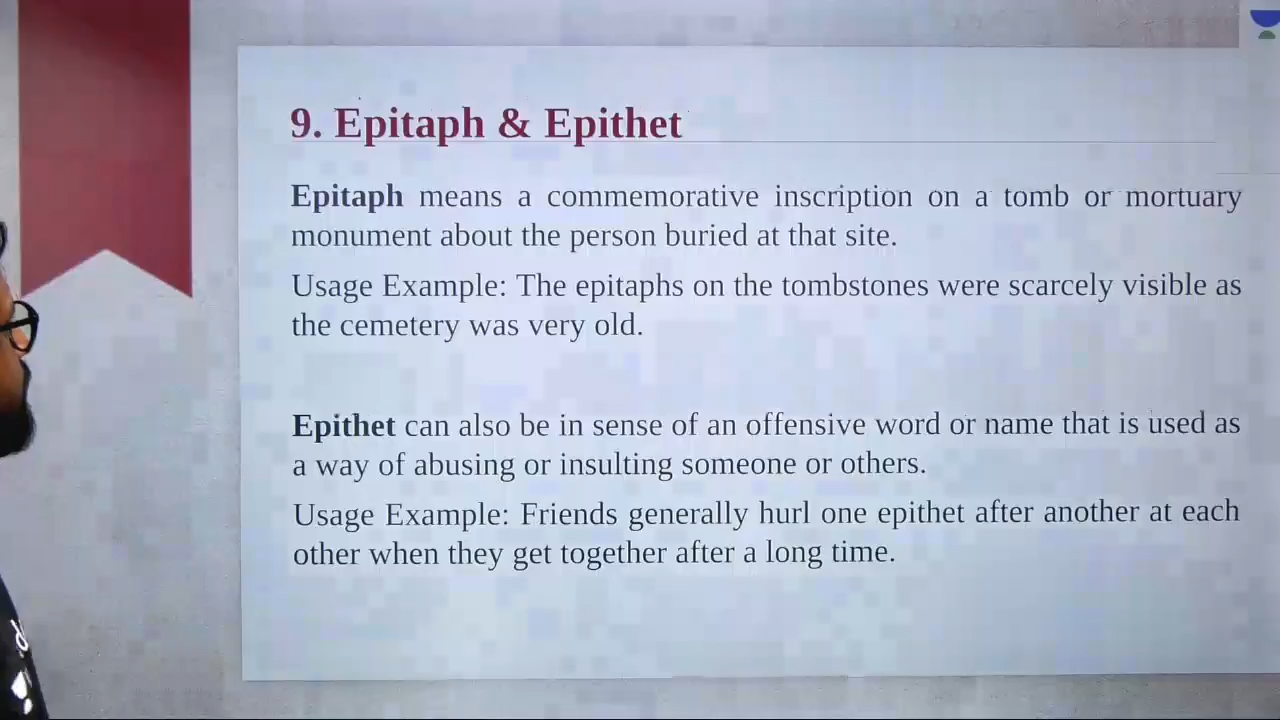 9. Epitaph & Epithet
Epitaph means a commemorative inscription on a tomb or mortuary
monument about the person buried at that site.
Usage Example: The epitaphs on the tombstones were scarcely visible as
the cemetery was very old.
Epithet can also be in sense of an offensive word or name that is used as
a way of abusing or insulting someone or others.
Usage Example: Friends generally hurl one epithet after another at each
other when they get together after a long time.